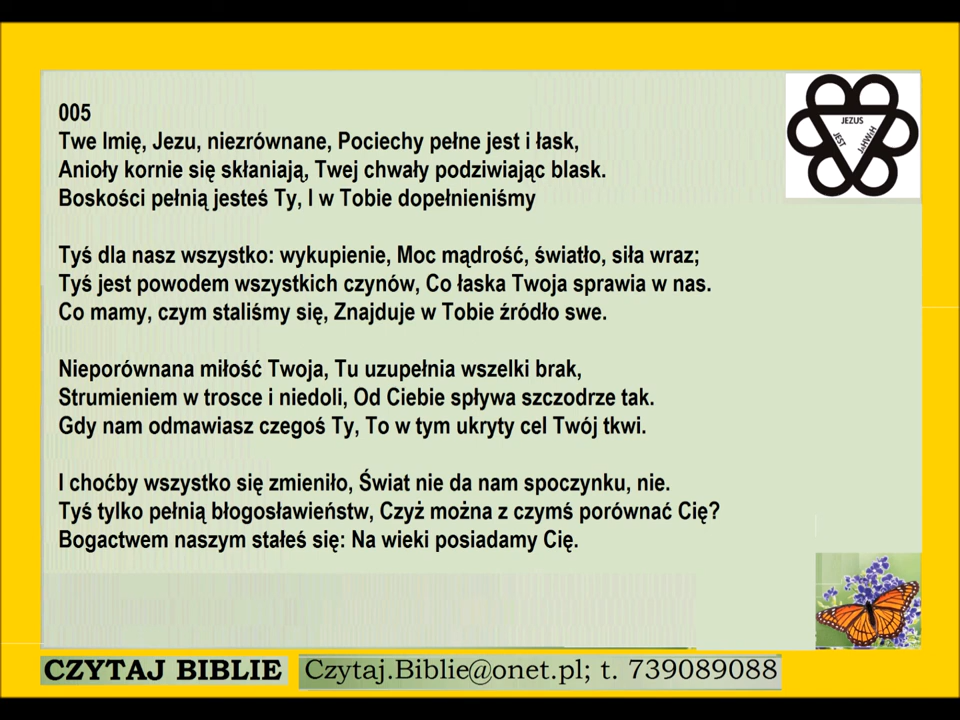 005
Twe Imię, Jezu, niezrównane, Pociechy pełne jest i łask,
Anioły kornie się skłaniają, Twej chwały podziwiając blask.
Boskości pełnią jesteś Ty, I w Tobie dopełnieniśmy
Tyś dla nasz wszystko: wykupienie, Moc mądrość, światło, siła wraz;
Tyś jest powodem wszystkich czynów, Co łaska Twoja sprawia w nas.
Co mamy, czym staliśmy się, Znajduje w Tobie źródło swe.
Nieporównana miłość Twoja, Tu uzupełnia wszelki brak,
Strumieniem w trosce i niedoli, Od Ciebie spływa szczodrze tak.
Gdy nam odmawiasz czegoś Ty, To w tym ukryty cel Twój tkwi.
I choćby wszystko się zmieniło, Świat nie da nam spoczynku, nie.
Tyś tylko pełnią błogosławieństw, Czyż można z czymś porównać Cię?
Bogactwem naszym stałeś się: Na wieki posiadamy Cię.
JEZUS
JEST
JaHWeH
CZYTAJ BIBLIE
Czytaj.Biblie@onet.pl; t. 739089088